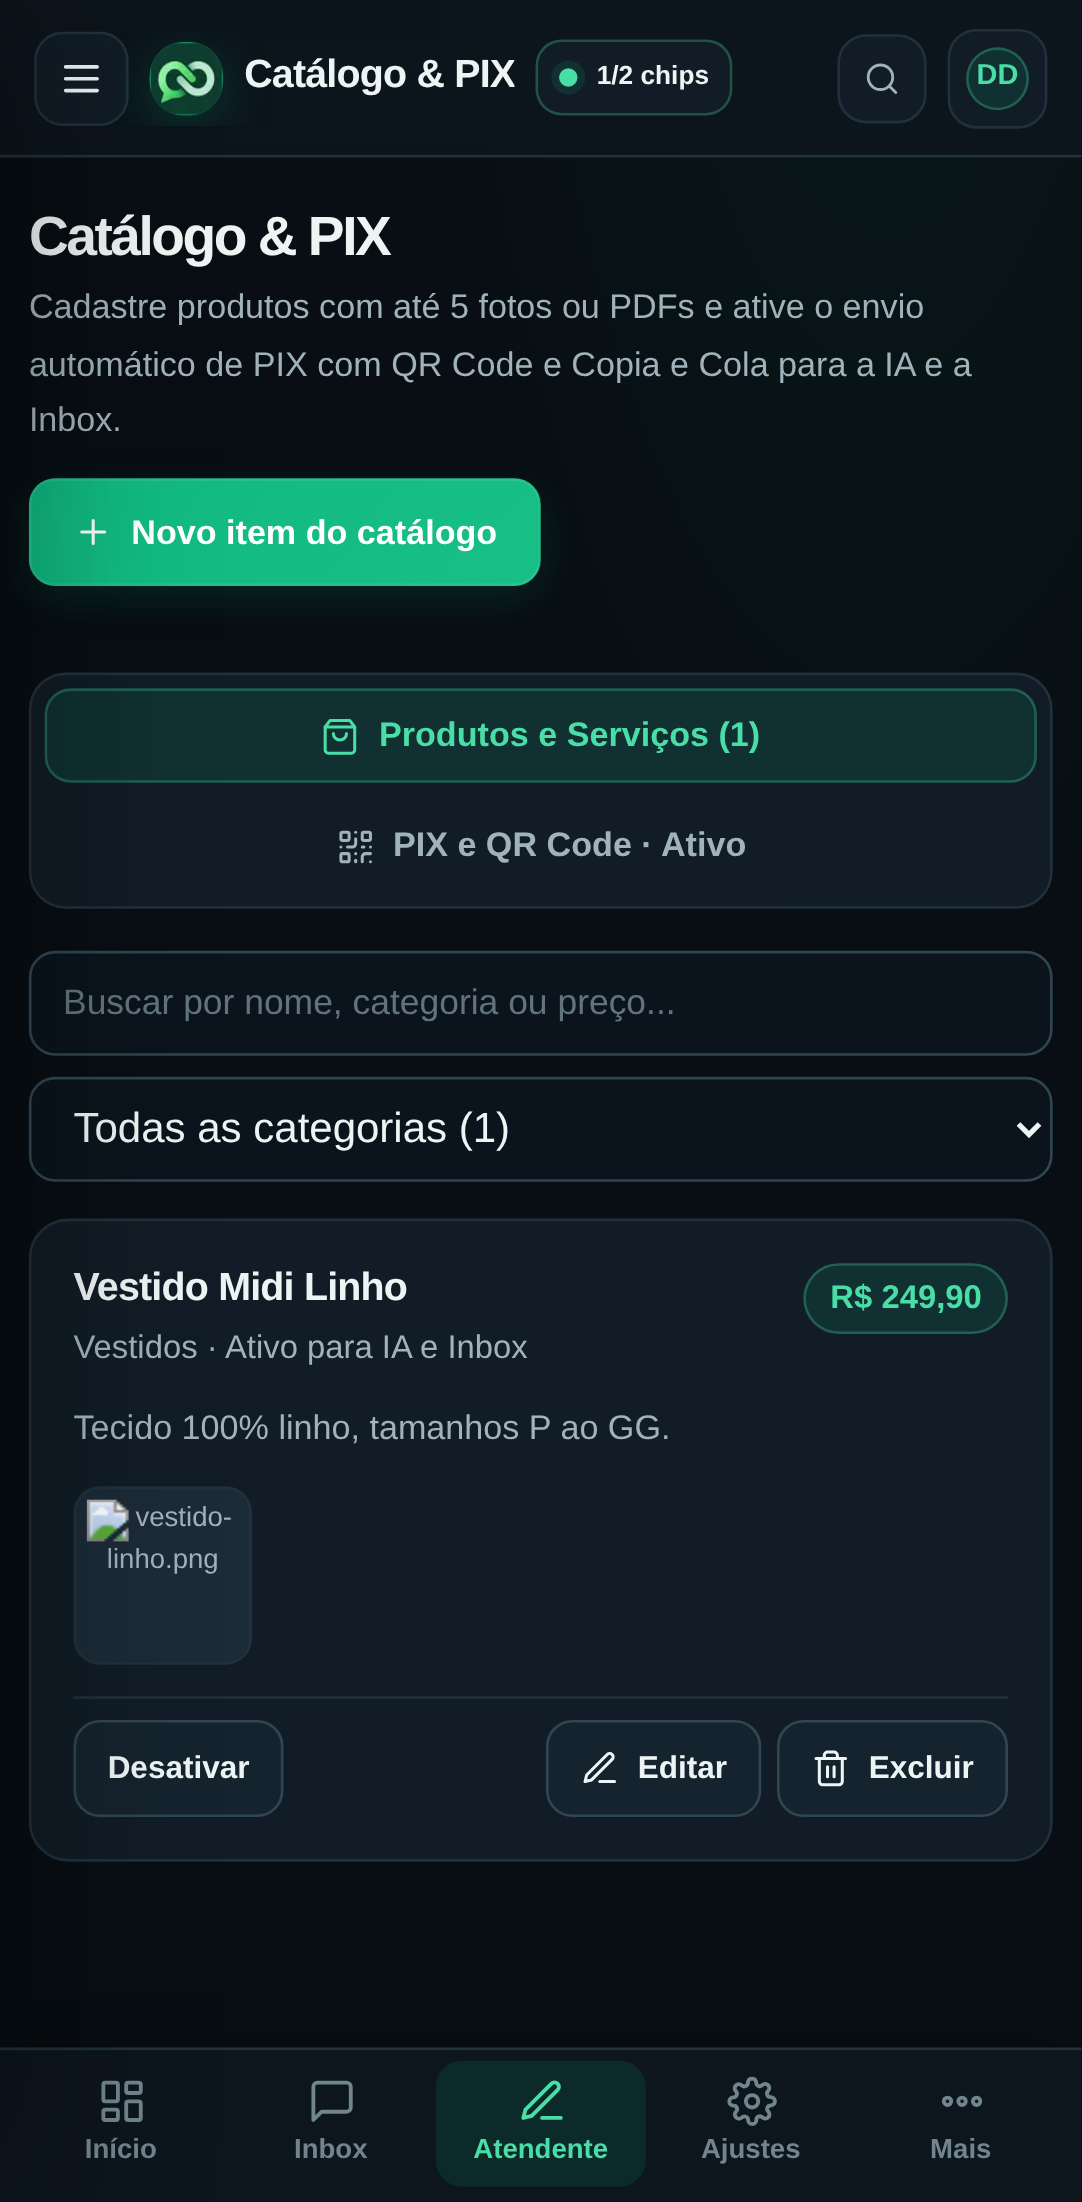 Catálogo & PIX
1/2 chips
DD
Catálogo & PIX
Cadastre produtos com até 5 fotos ou PDFs e ative o envio
automático de PIX com QR Code e Copia e Cola para a IA e a
Inbox.
Novo item do catálogo
Produtos e Serviços (1)
PIX e QR Code · Ativo
Buscar por nome, categoria ou preço...
Todas as categorias (1)
Vestido Midi Linho
R$ 249,90
Vestidos · Ativo para IA e Inbox
Tecido 100% linho, tamanhos P ao GG.
vestido-
linho.png
Desativar
Editar
Excluir
Início
Inbox
Atendente
Ajustes
Mais